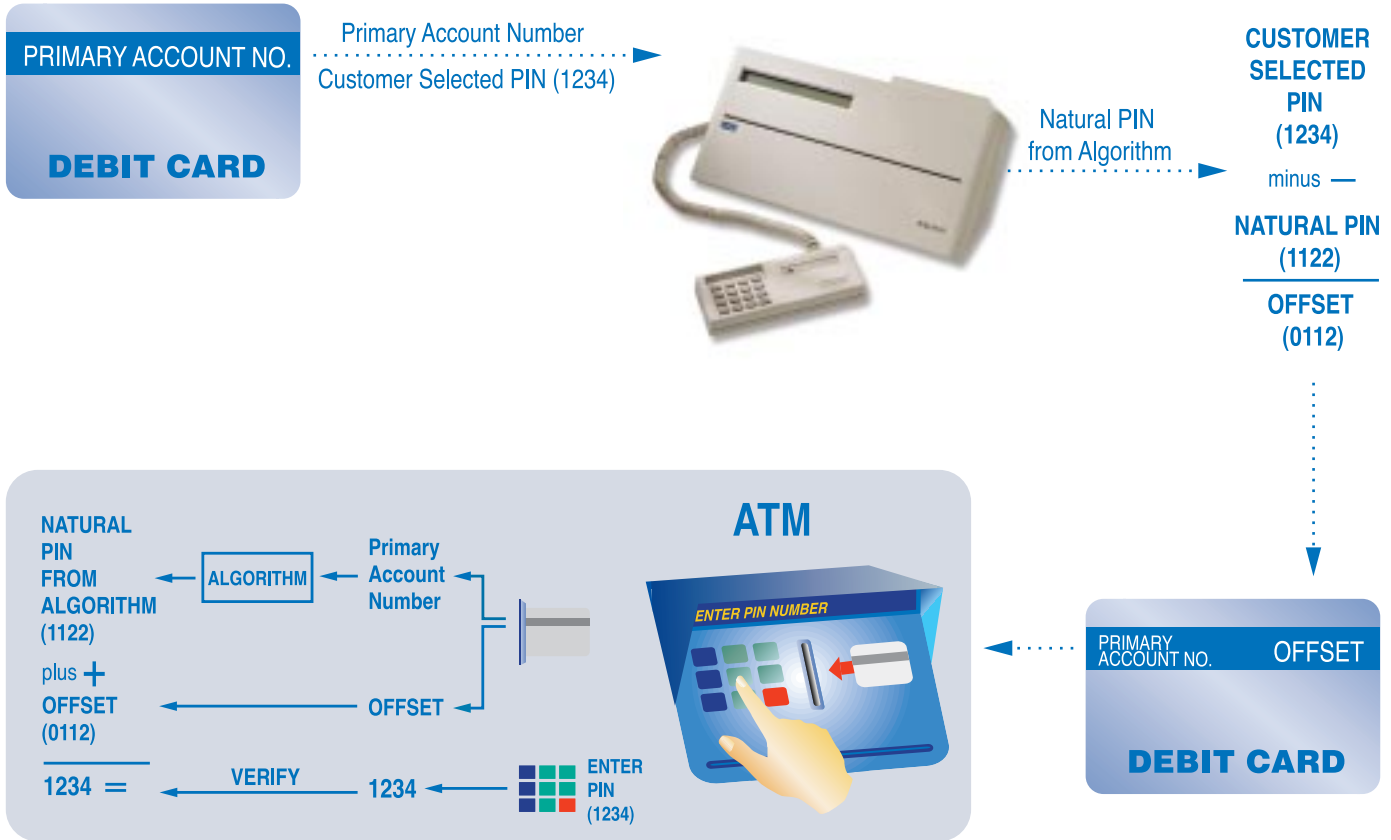 PRIMARY ACCOUNT NO.
DEBIT CARD
Primary Account Number
Customer Selected PIN (1234)
Natural PIN
from Algorithm
CUSTOMER
SELECTED
PIN
(1234)
minus —
NATURAL PIN
(1122)
OFFSET
(0112)
ATM
NATURAL
PIN
FROM
ALGORITHM
(1122)
ALGORITHM
Primary
Account
Number
plus +
OFFSET
(0112)
OFFSET
1234 =
VERIFY
1234
ENTER
PIN
(1234)
ENTER PIN NUMBER
PRIMARY
ACCOUNT NO.
OFFSET
DEBIT CARD